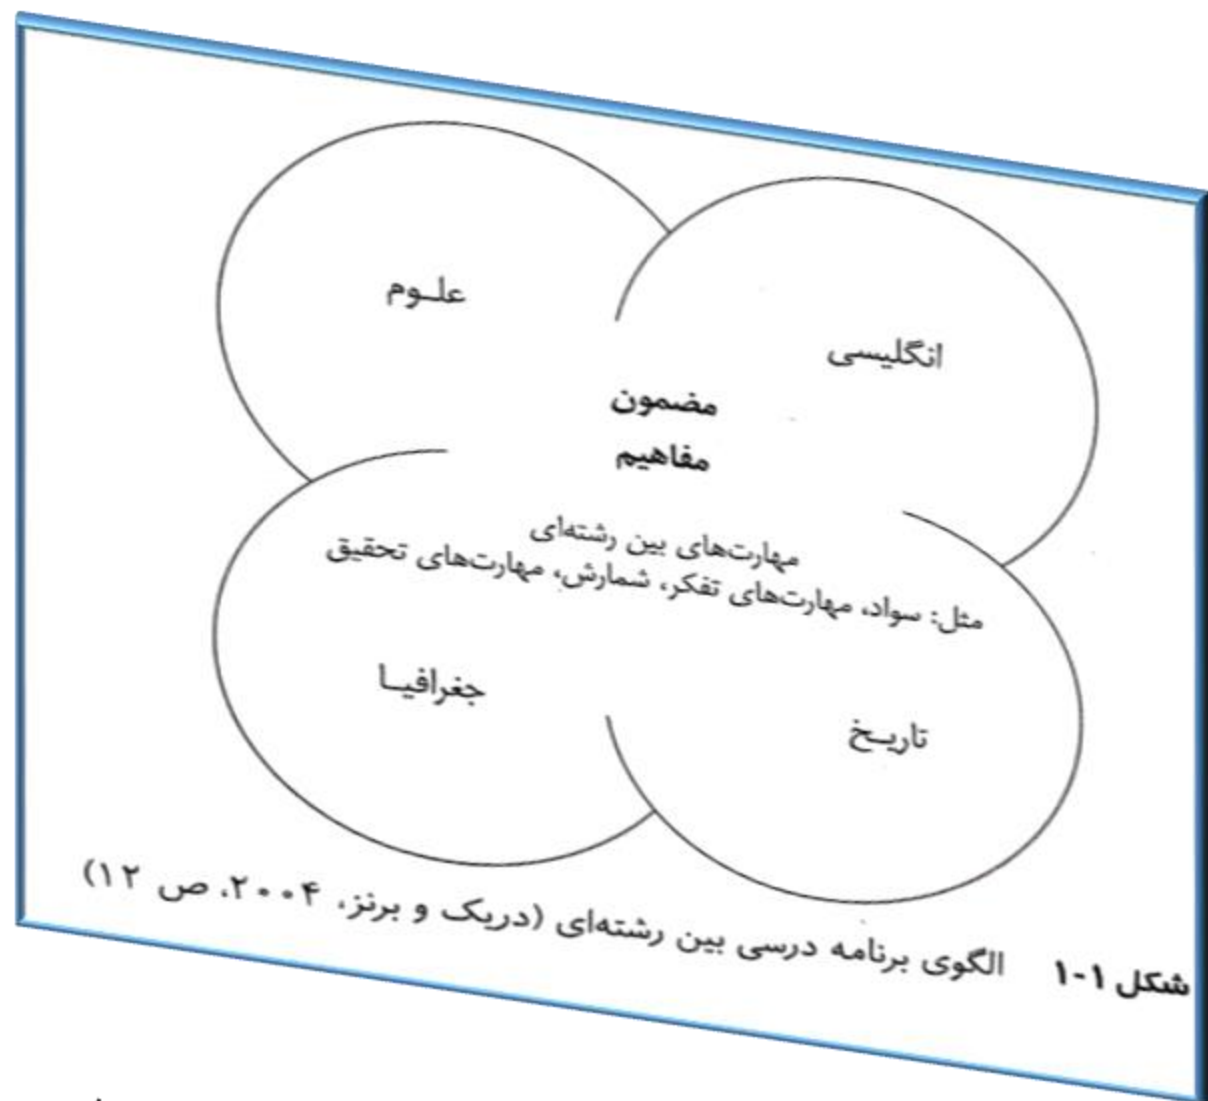 علـوم
انگلیسی
مضمون
مفاهیم
مهارت‌های بین رشته‌ای
مثل: سواد، مهارت‌های تفکر، شمارش، مهارت‌های تحقیق
جغرافیـا
تاریـخ
شکل ۱-۱ الگوی برنامه درسی بین رشته‌ای (دریک و برنز، ۲۰۰۴، ص ۱۲)